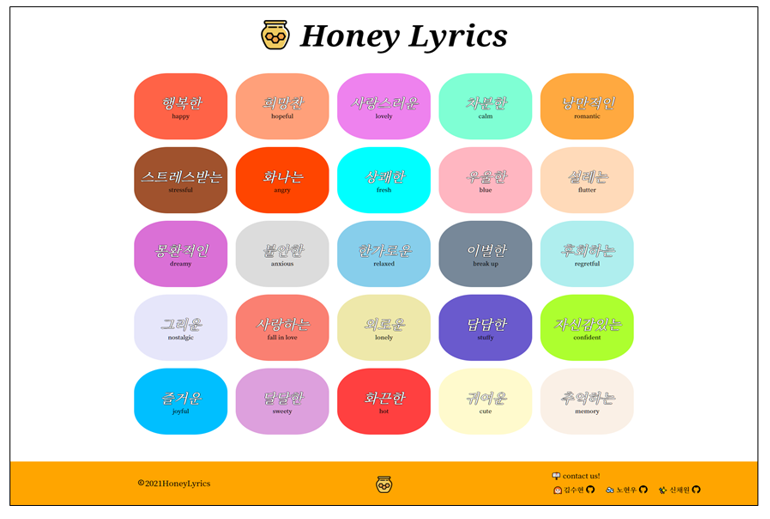 Honey Lyrics
행복한
happy
희망찬
hopeful
사랑스러운
lovely
차분한
calm
낭만적인
romantic
스트레스받는
stressful
화나는
angry
상쾌한
fresh
우울한
blue
설레는
flutter
몽환적인
dreamy
불안한
anxious
한가로운
relaxed
이별한
break up
후회하는
regretful
그리운
nostalgic
사랑하는
fall in love
외로운
lonely
답답한
stuffy
자신감있는
confident
즐거운
joyful
달달한
sweety
화끈한
hot
귀여운
cute
추억하는
memory
©2021HoneyLyrics
contact us!
김수현 노현우 신채원